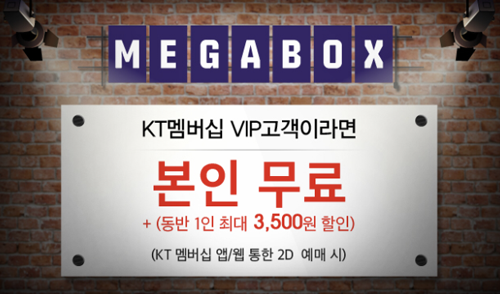 MEGABOX
KT멤버십 VIP고객이라면
본인 무료
+ (동반 1인 최대 3,500원 할인)
(KT 멤버십 앱/웹 통한 2D 예매 시)